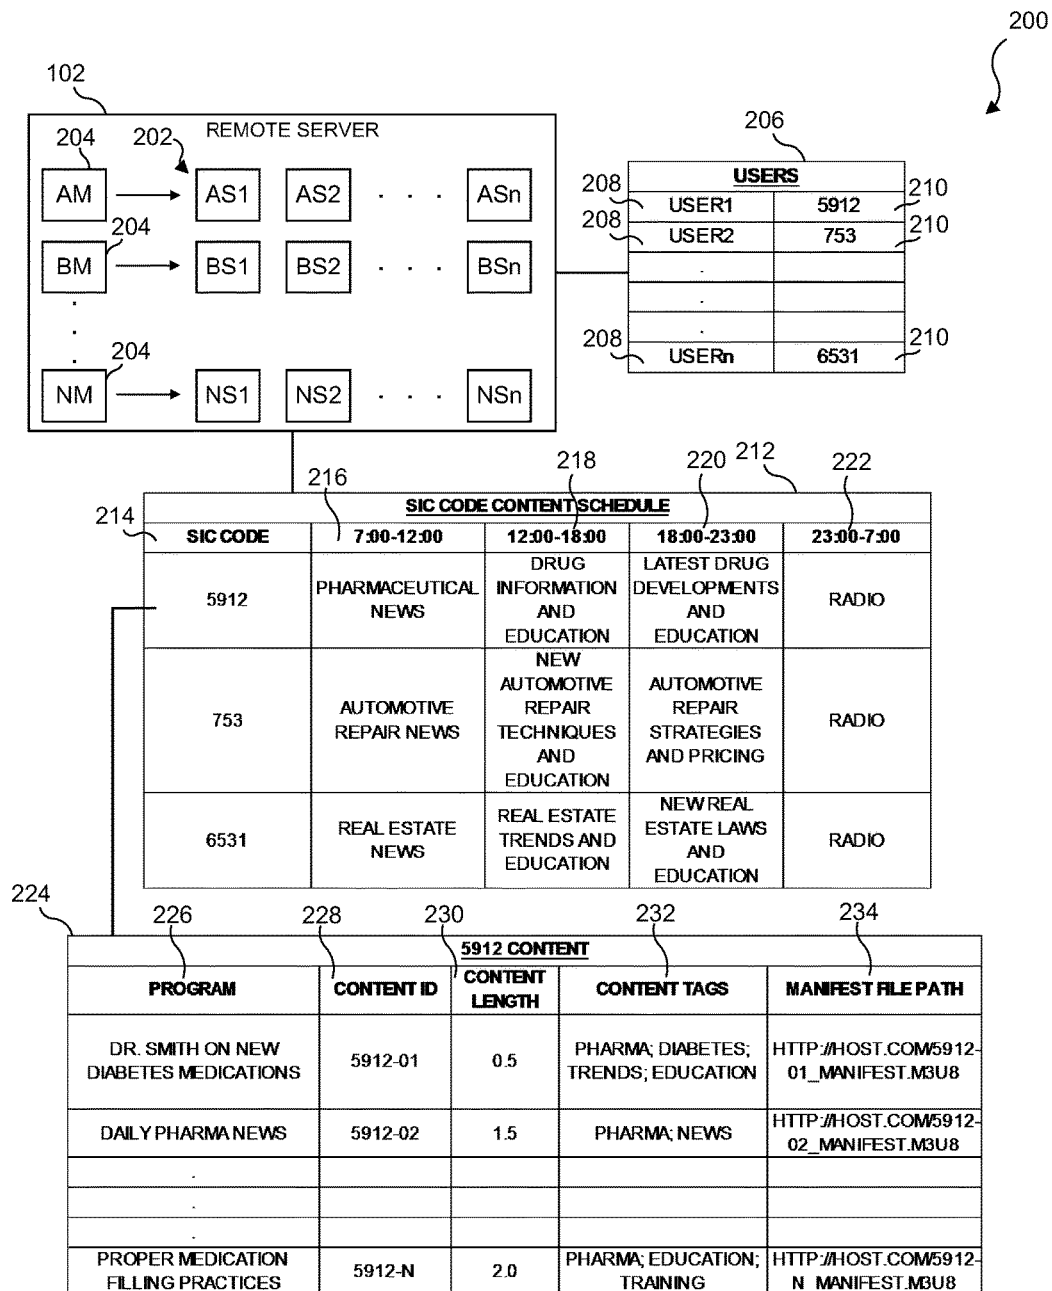 200
102
REMOTE SERVER
204
202
AM
AS1
AS2
. . .
ASn
204
BM
BS1
BS2
. . .
BSn
.
.
.
204
NM
NS1
NS2
. . .
NSn
206
USERS
208
USER1
5912
210
208
USER2
753
210
.
.
.
208
USERn
6531
210
212
SIC CODE CONTENT SCHEDULE
214
216
218
220
222
SIC CODE
7:00-12:00
12:00-18:00
18:00-23:00
23:00-7:00
5912
PHARMACEUTICAL
NEWS
DRUG
INFORMATION
AND
EDUCATION
LATEST DRUG
DEVELOPMENTS
AND
EDUCATION
RADIO
753
AUTOMOTIVE
REPAIR NEWS
NEW
AUTOMOTIVE
REPAIR
TECHNIQUES
AND
EDUCATION
AUTOMOTIVE
REPAIR
STRATEGIES
AND PRICING
RADIO
6531
REAL ESTATE
NEWS
REAL ESTATE
TRENDS AND
EDUCATION
NEW REAL
ESTATE LAWS
AND
EDUCATION
RADIO
224
226
228
230
232
234
5912 CONTENT
PROGRAM
CONTENT ID
CONTENT
LENGTH
CONTENT TAGS
MANIFEST FILE PATH
DR. SMITH ON NEW
DIABETES MEDICATIONS
5912-01
0.5
PHARMA; DIABETES;
TRENDS; EDUCATION
HTTP://HOST.COM/5912-
01_MANIFEST.M3U8
DAILY PHARMA NEWS
5912-02
1.5
PHARMA; NEWS
HTTP://HOST.COM/5912-
02_MANIFEST.M3U8
.
.
.
PROPER MEDICATION
FILLING PRACTICES
5912-N
2.0
PHARMA; EDUCATION;
TRAINING
HTTP://HOST.COM/5912-
N_MANIFEST.M3U8